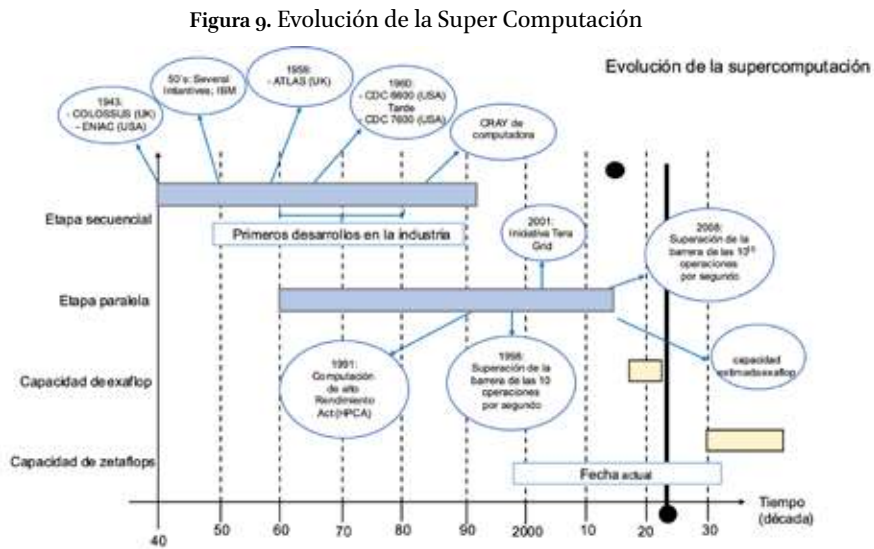 Figura 9. Evolución de la Super Computación
Evolución de la supercomputación
1943:
- COLOSSUS (UK)
- ENIAC (USA)
50´s: Several
Intiantives; IBM
- ATLAS (UK)
1960:
- CDC 6600 (USA)
Tarde
- CDC 7600 (USA)
CRAY de
computadora
Etapa secuencial
Primeros desarrollos en la industria
2001:
Iniciativa Tera
Grid
2008:
Superación de la
barrera de las 10¹⁵
operaciones
por segundo
Etapa paralela
1991:
Computación
de alto
Rendimiento
Act (HPCA)
Superación de la
barrera de las 10
operaciones
por segundo
capacidad
estimada exaflop
Capacidad de exaflop
Capacidad de zetaflops
Fecha actual
Tiempo
(década)
40 50 60 70 80 90 2000 10 20 30